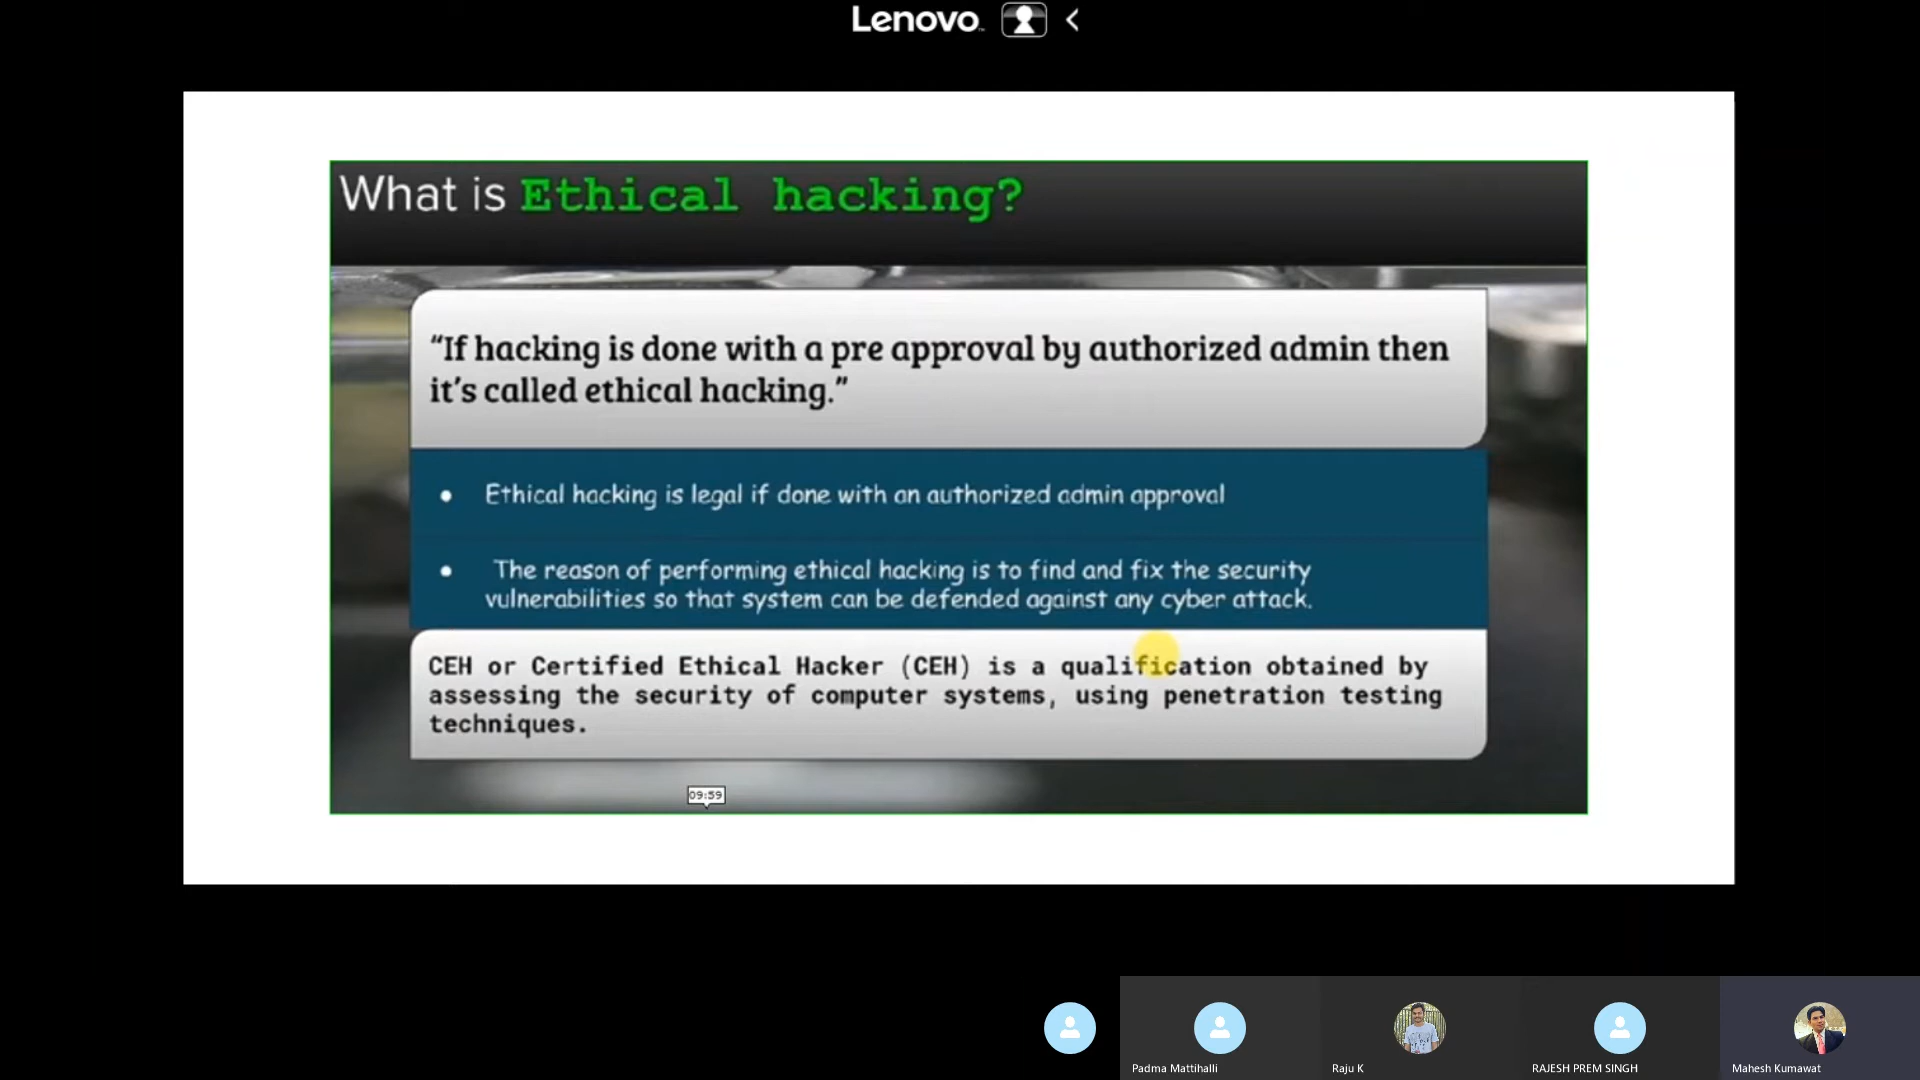 Lenovo
What is Ethical hacking?
“If hacking is done with a pre approval by authorized admin then
it’s called ethical hacking.”
• Ethical hacking is legal if done with an authorized admin approval
• The reason of performing ethical hacking is to find and fix the security
vulnerabilities so that system can be defended against any cyber attack.
CEH or Certified Ethical Hacker (CEH) is a qualification obtained by
assessing the security of computer systems, using penetration testing
techniques.
09:59
Padma Mattihalli
Raju K
RAJESH PREM SINGH
Mahesh Kumawat